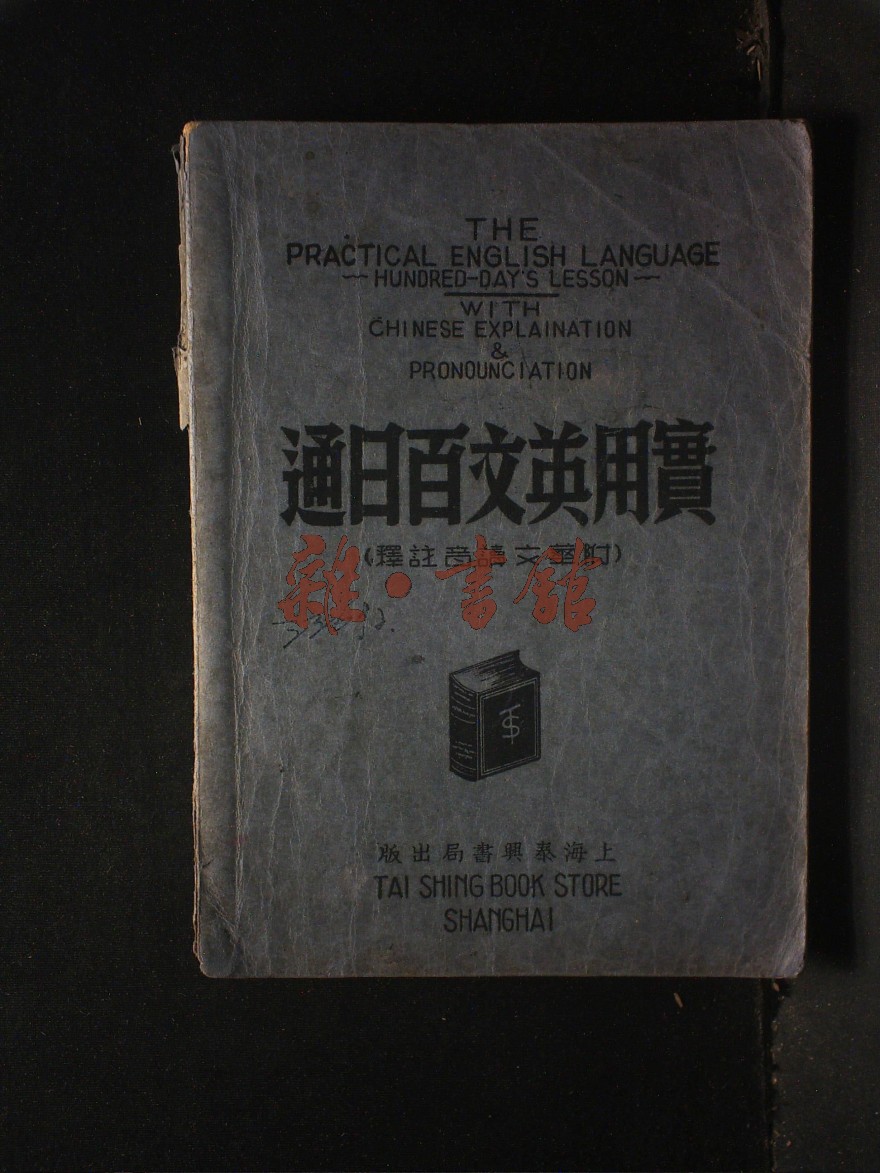 THE
PRACTICAL ENGLISH LANGUAGE
—HUNDRED-DAY'S LESSON—
WITH
CHINESE EXPLAINATION
&
PRONOUNCIATION
實用英文百日通
(附華文讀音註釋)
雜·書館
上海泰興書局出版
TAI SHING BOOK STORE
SHANGHAI